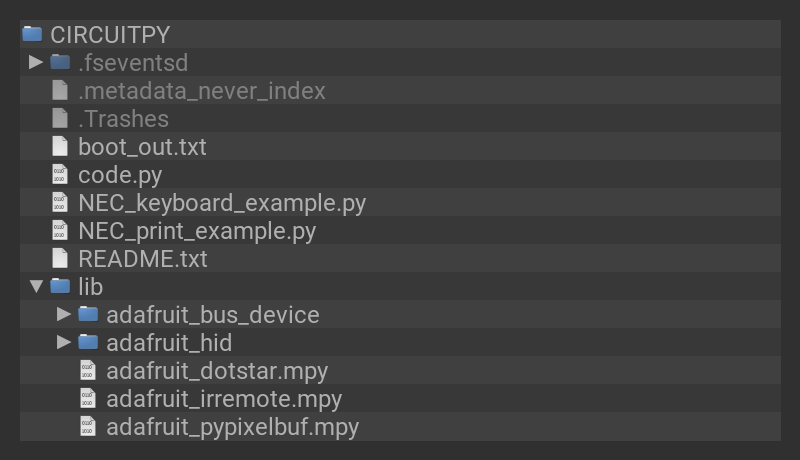 CIRCUITPY
.fseventsd
.metadata_never_index
.Trashes
boot_out.txt
code.py
NEC_keyboard_example.py
NEC_print_example.py
README.txt
lib
adafruit_bus_device
adafruit_hid
adafruit_dotstar.mpy
adafruit_irremote.mpy
adafruit_pypixelbuf.mpy